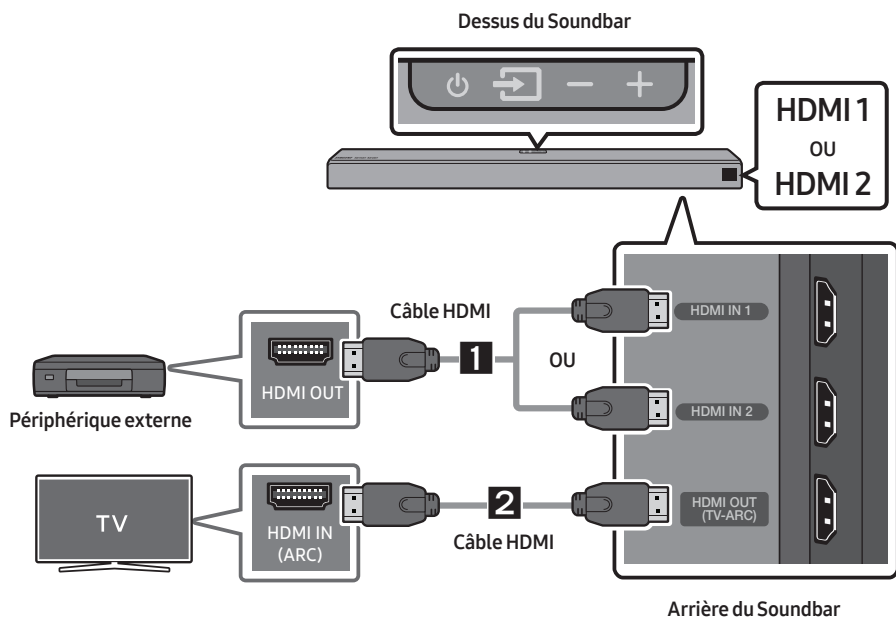 Dessus du Soundbar
HDMI 1
OU
HDMI 2
Câble HDMI
HDMI IN 1
1
OU
HDMI OUT
Périphérique externe
HDMI IN 2
TV
HDMI IN
(ARC)
2
Câble HDMI
HDMI OUT
(TV-ARC)
Arrière du Soundbar